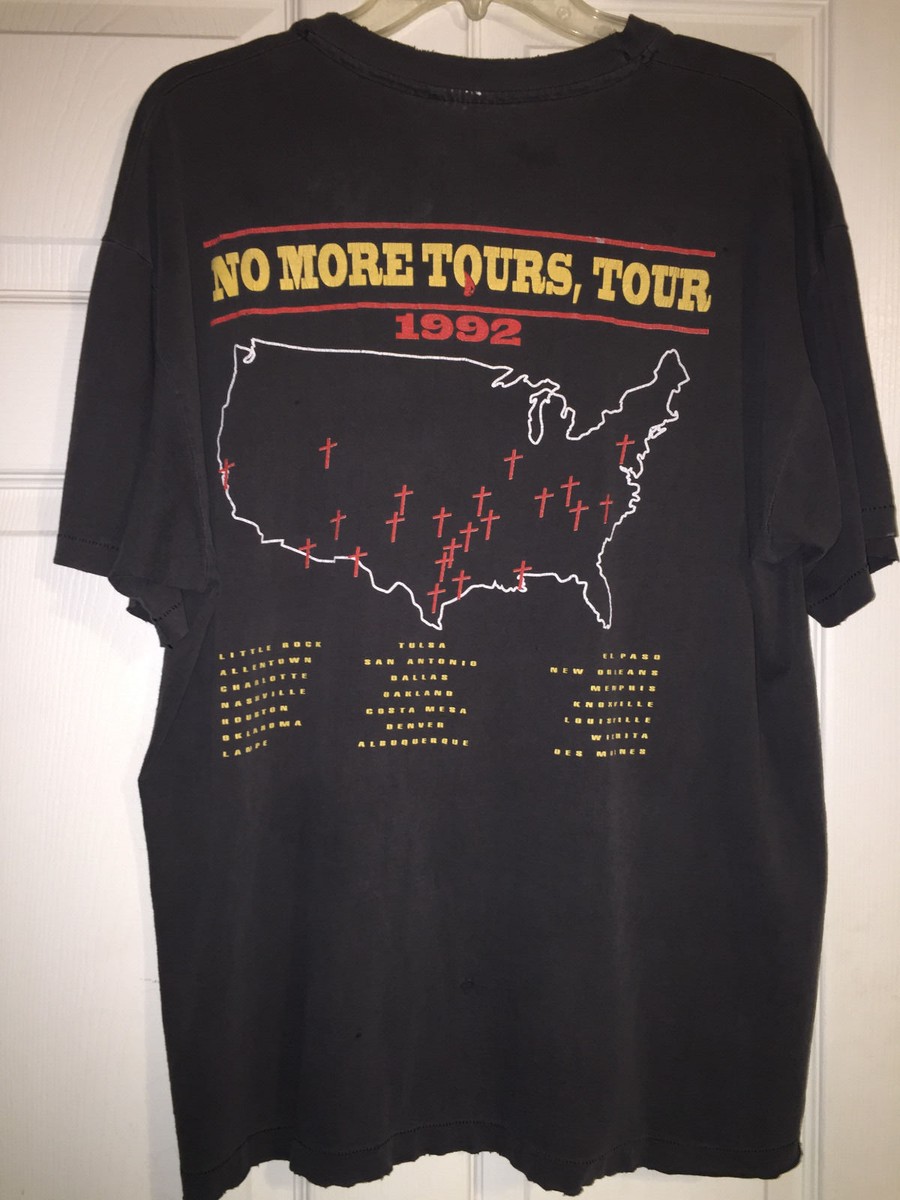 NO MORE TOURS, TOUR
1992
LITTLE ROCK
ALLENTOWN
CHARLOTTE
NASHVILLE
HOUSTON
OKLAHOMA
LAMPE
TULSA
SAN ANTONIO
DALLAS
OAKLAND
COSTA MESA
DENVER
ALBUQUERQUE
EL PASO
NEW ORLEANS
MEMPHIS
KNOXVILLE
LOUISVILLE
WICHITA
DES MOINES